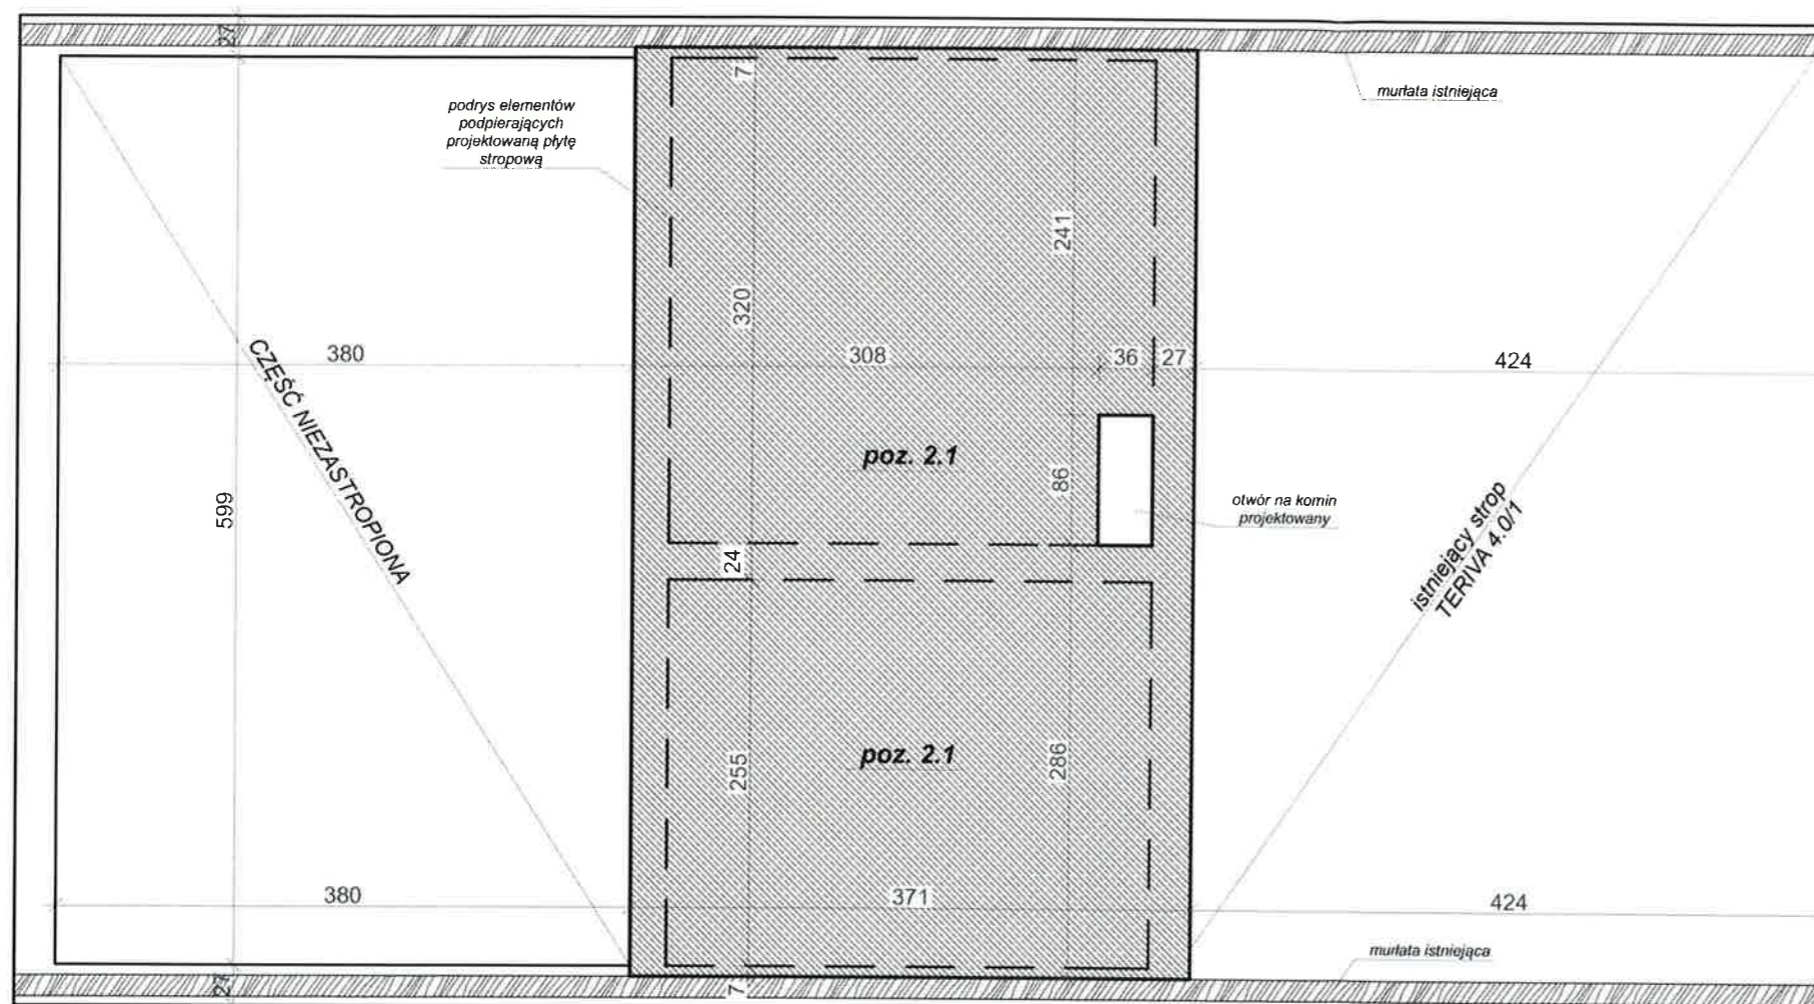 27
7
podrys elementów
podpierających
projektowaną płytę
stropową
murłata istniejąca
241
320
380
308
36
27
424
CZĘŚĆ NIEZASTROPIONA
poz. 2.1
86
599
otwór na komin
projektowany
istniejący strop
TERIVA 4.0/1
24
poz. 2.1
255
286
380
371
424
murłata istniejąca
27
7